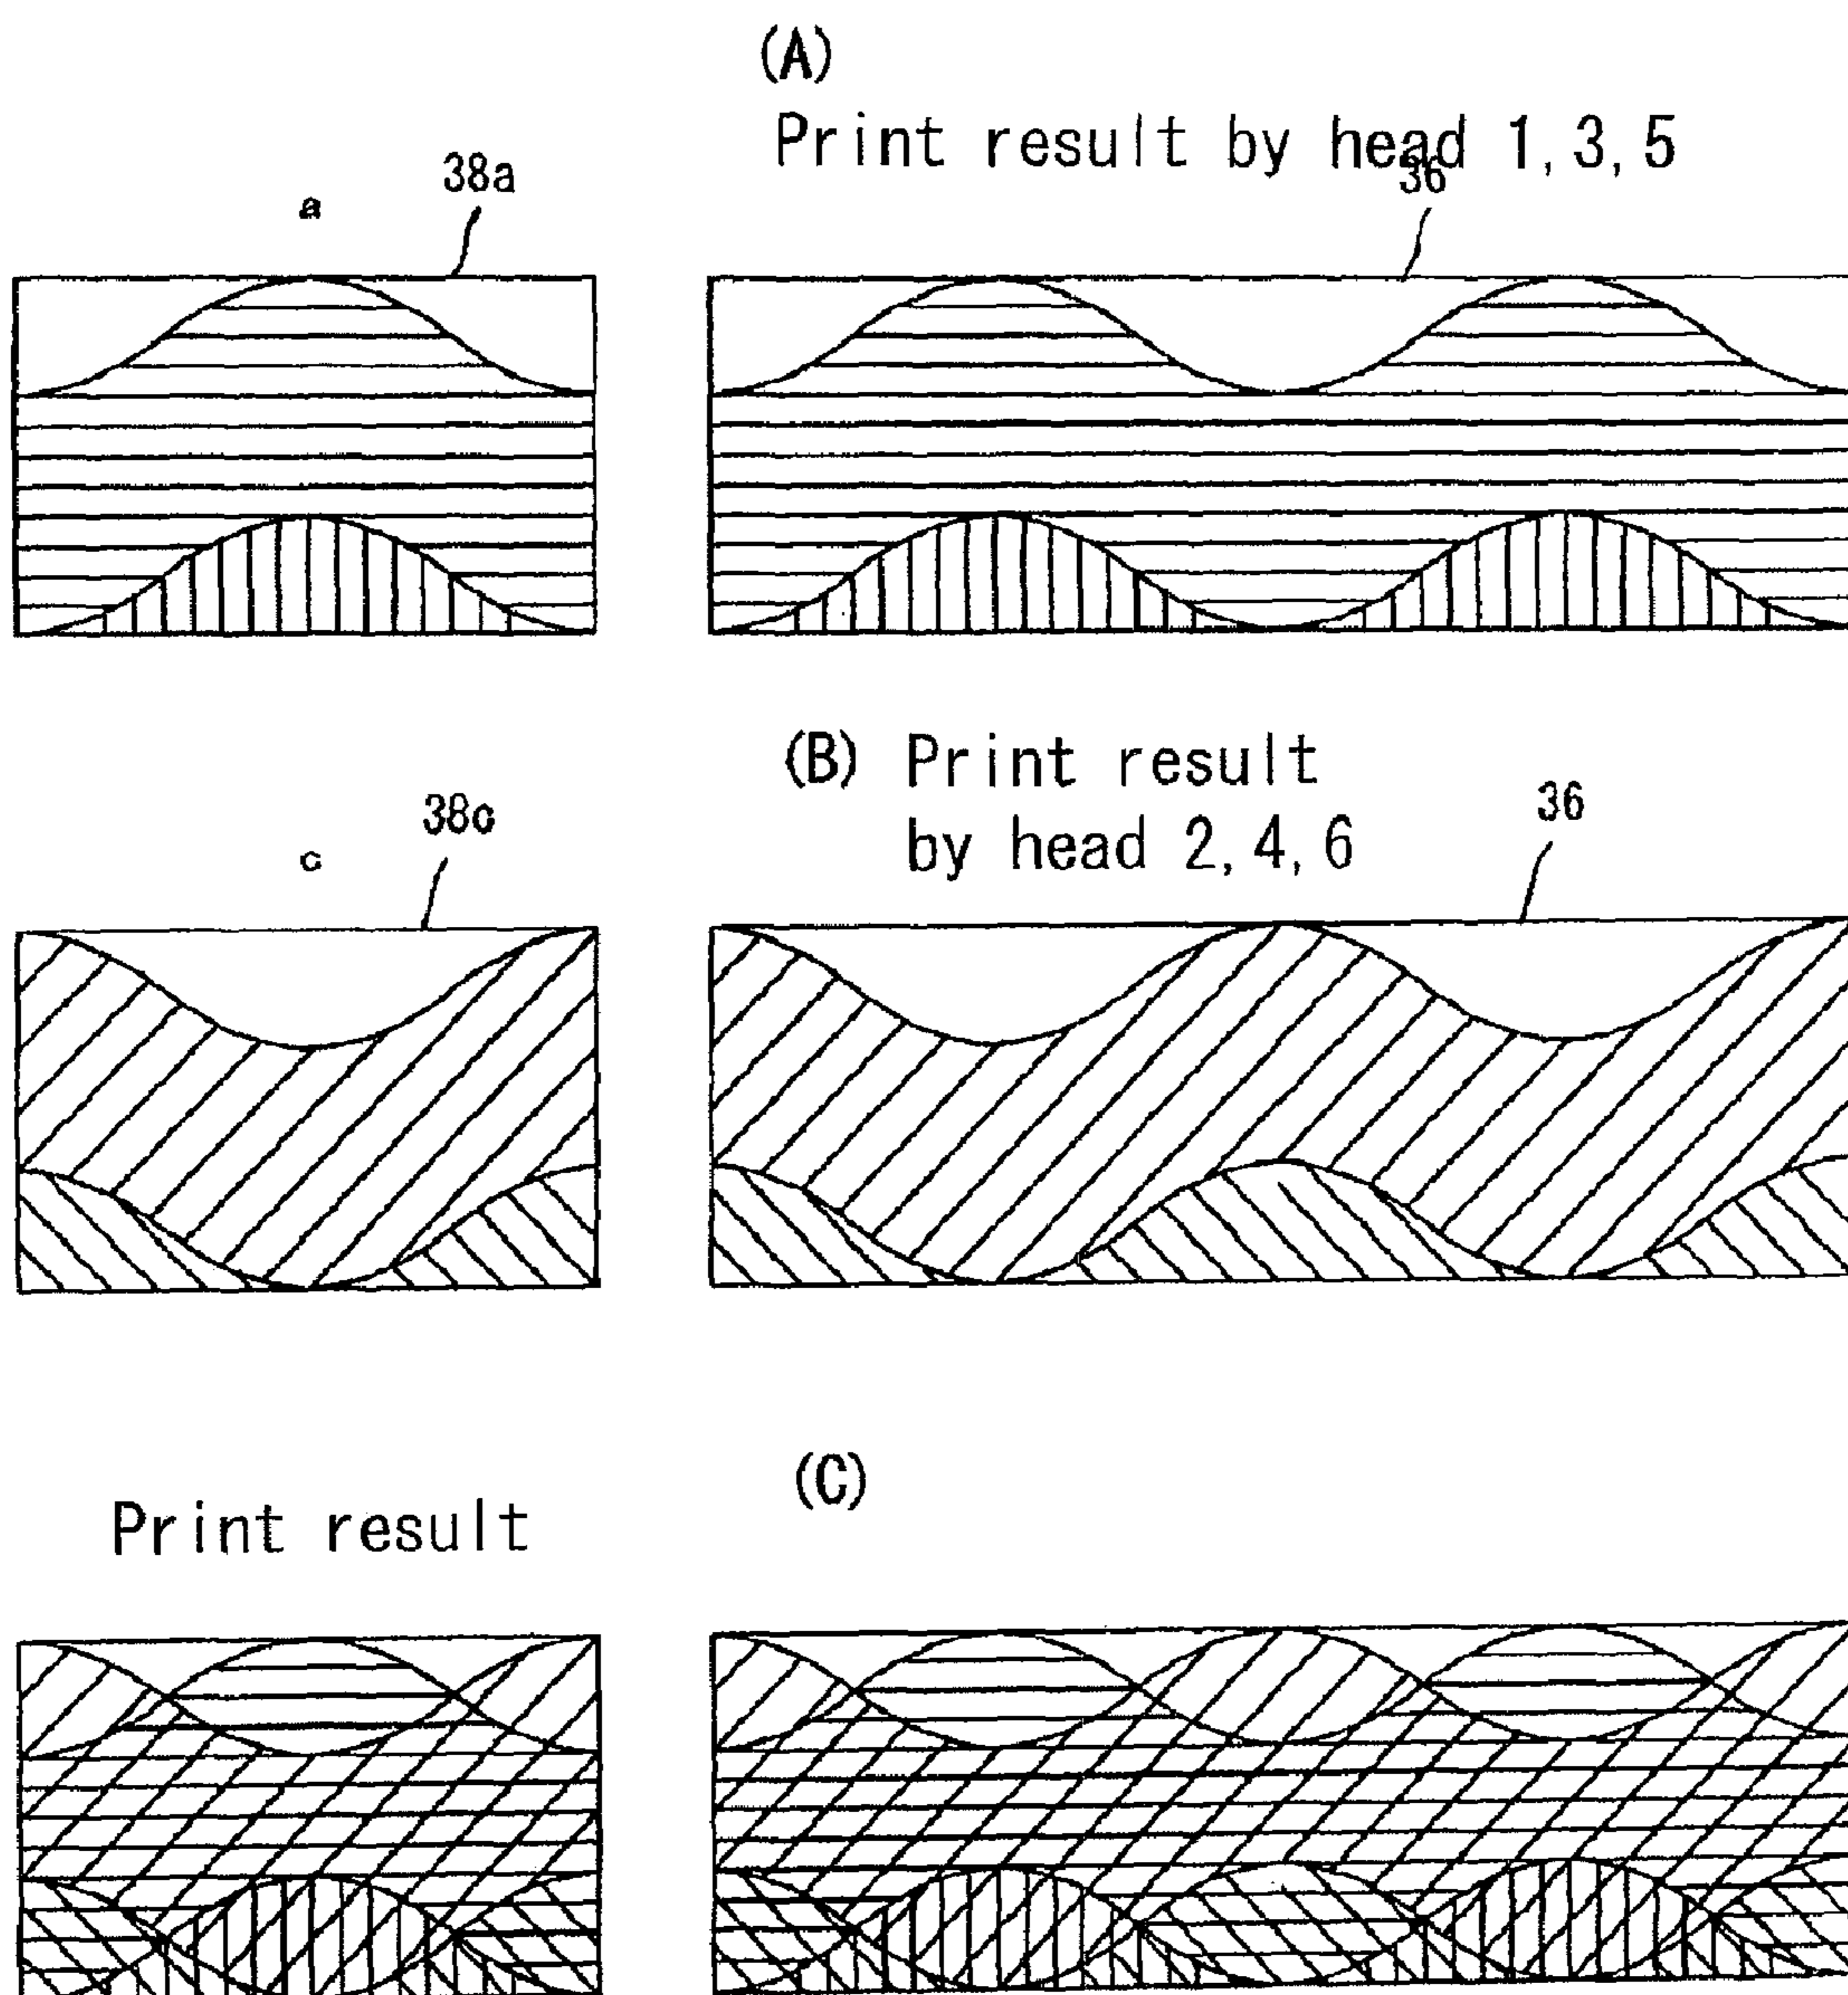 (A)
Print result by head 1, 3, 5
38a
36
a
(B) Print result
by head 2, 4, 6
38c
36
c
(C)
Print result